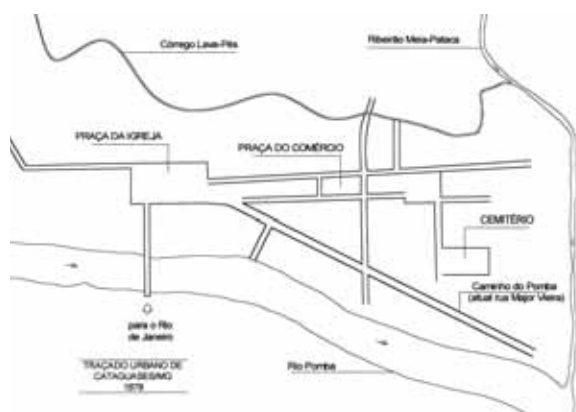 Córrego Lava-Pés
Ribeirão Meia-Pataca
PRAÇA DA IGREJA
PRAÇA DO COMÉRCIO
CEMITÉRIO
Caminho do Pomba
(atual rua Major Vieira)
para o Rio
de Janeiro
TRAÇADO URBANO DE
CATAGUASES/MG
Rio Pomba